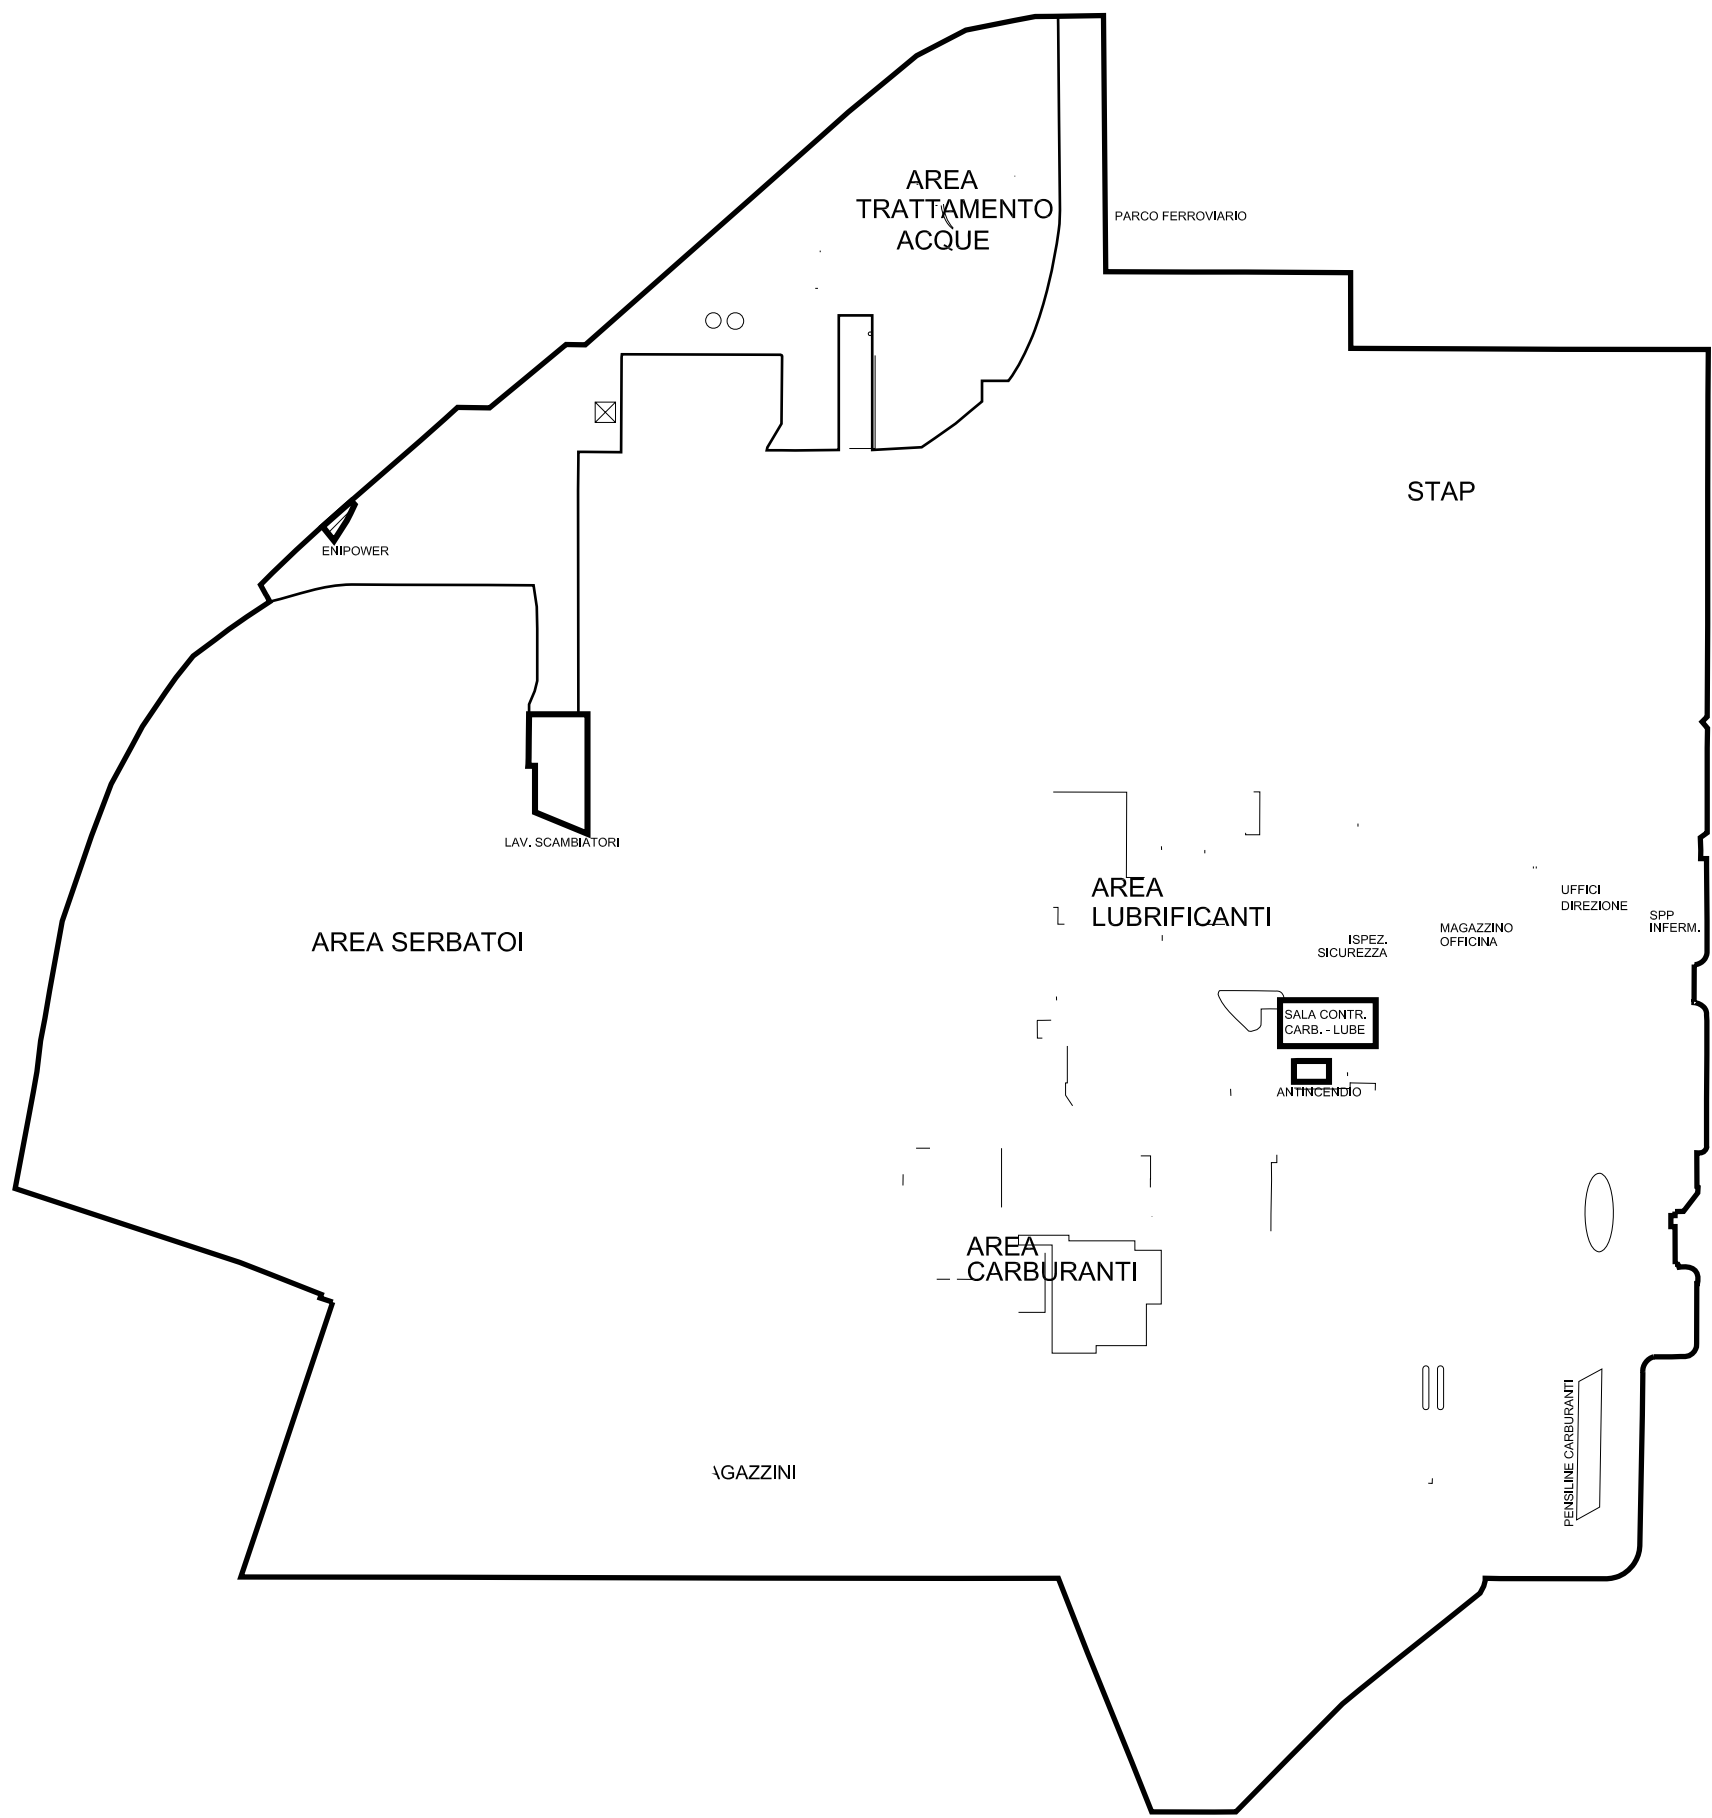 AREA
TRATTAMENTO
ACQUE
PARCO FERROVIARIO
STAP
ENIPOWER
LAV. SCAMBIATORI
AREA SERBATOI
AREA
LUBRIFICANTI
UFFICI
DIREZIONE
SPP
INFERM.
MAGAZZINO
OFFICINA
ISPEZ.
SICUREZZA
SALA CONTR.
CARB. - LUBE
ANTINCENDIO
AREA
CARBURANTI
PENSILINE CARBURANTI